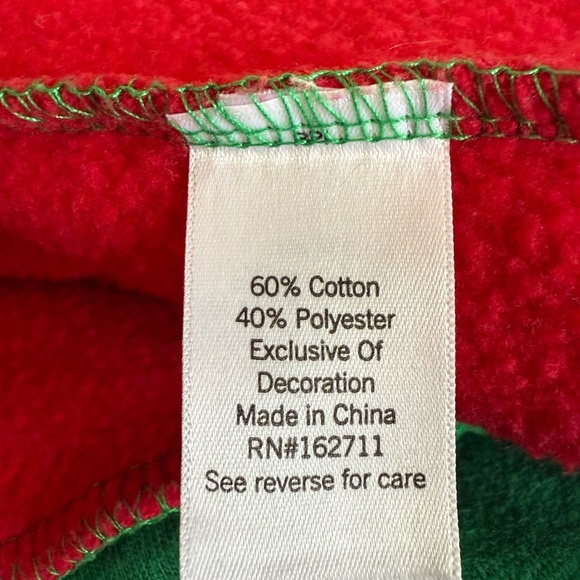 60% Cotton
40% Polyester
Exclusive Of
Decoration
Made in China
RN#162711
See reverse for care